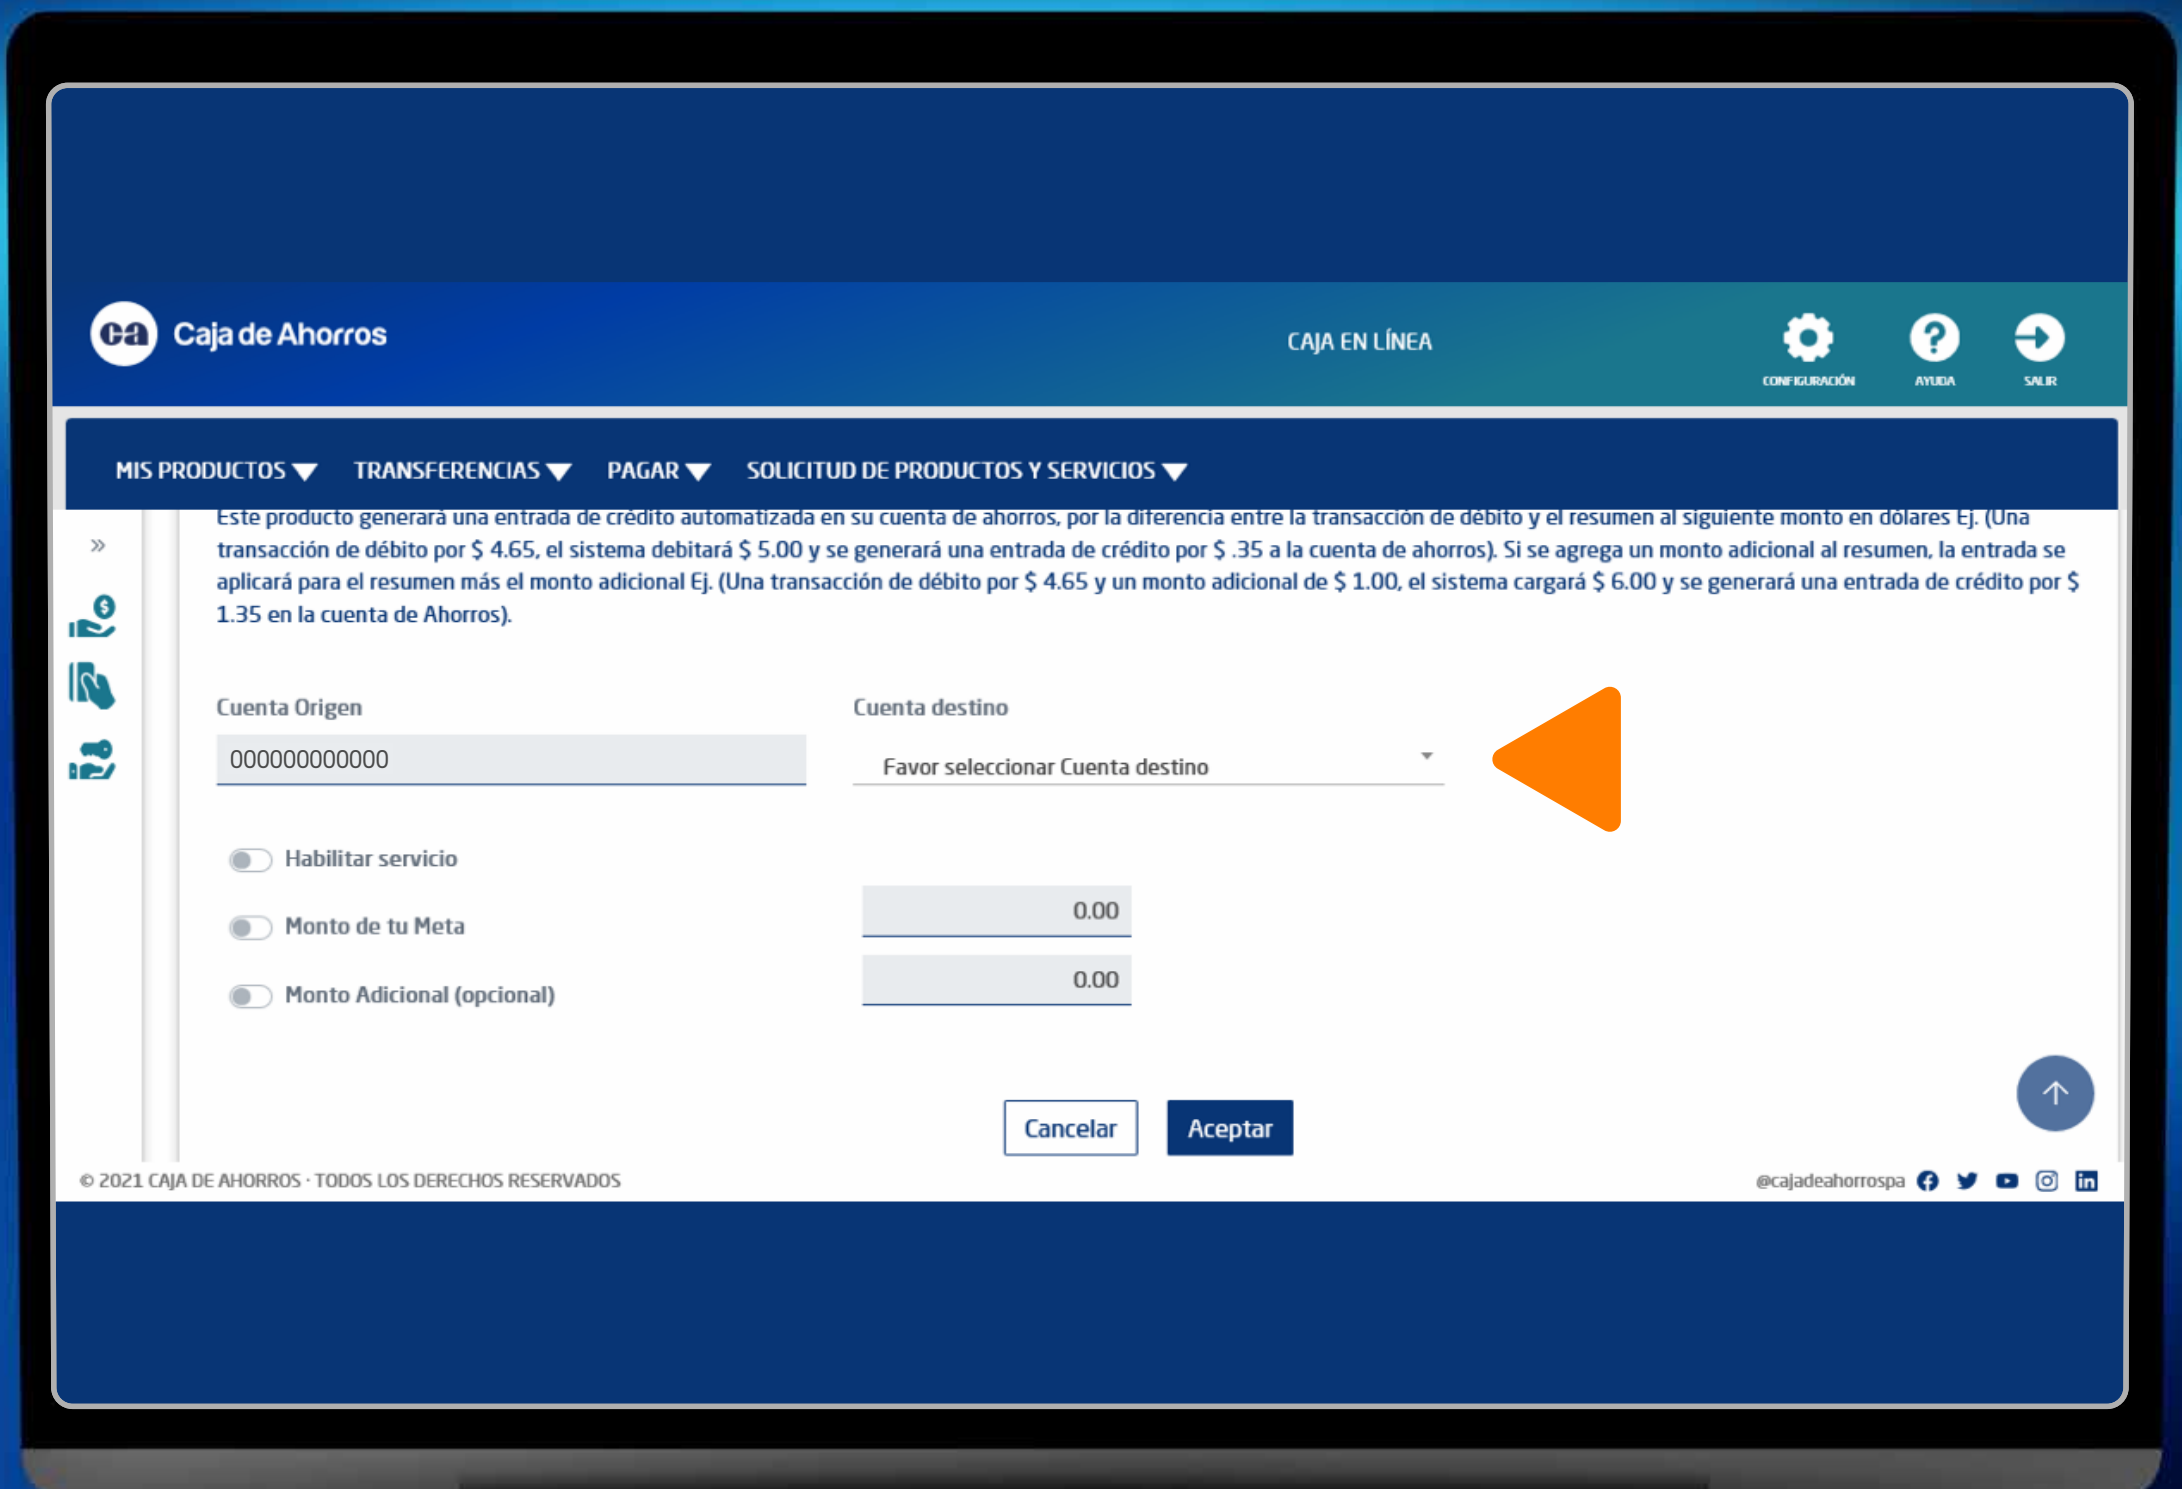 ca Caja de Ahorros
CAJA EN LÍNEA
CONFIGURACIÓN
AYUDA
SALIR
MIS PRODUCTOS
TRANSFERENCIAS
PAGAR
SOLICITUD DE PRODUCTOS Y SERVICIOS
Este producto generará una entrada de crédito automatizada en su cuenta de ahorros, por la diferencia entre la transacción de débito y el resumen al siguiente monto en dólares Ej. (Una
transacción de débito por $ 4.65, el sistema debitará $ 5.00 y se generará una entrada de crédito por $ .35 a la cuenta de ahorros). Si se agrega un monto adicional al resumen, la entrada se
aplicará para el resumen más el monto adicional Ej. (Una transacción de débito por $ 4.65 y un monto adicional de $ 1.00, el sistema cargará $ 6.00 y se generará una entrada de crédito por $
1.35 en la cuenta de Ahorros).
Cuenta Origen
Cuenta destino
000000000000
Favor seleccionar Cuenta destino
Habilitar servicio
Monto de tu Meta
0.00
Monto Adicional (opcional)
0.00
Cancelar
Aceptar
© 2021 CAJA DE AHORROS · TODOS LOS DERECHOS RESERVADOS
@cajadeahorrospa